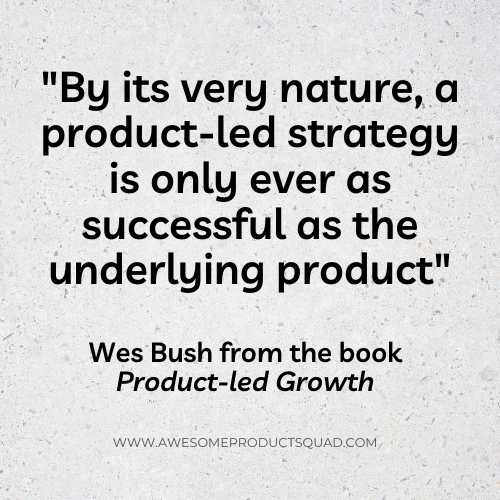 "By its very nature, a
product-led strategy
is only ever as
successful as the
underlying product"
Wes Bush from the book
Product-led Growth
WWW.AWESOMEPRODUCTSQUAD.COM